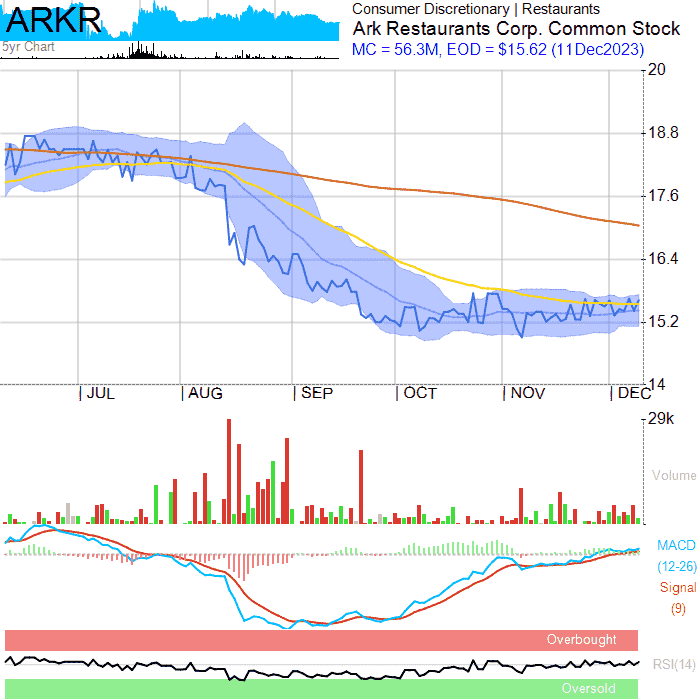 ARKR
5yr Chart
Consumer Discretionary | Restaurants
Ark Restaurants Corp. Common Stock
MC = 56.3M, EOD = $15.62 (11Dec2023)
20
18.8
17.6
16.4
15.2
14
JUL AUG SEP OCT NOV DEC
29k
Volume
MACD
(12-26)
Signal
(9)
Overbought
RSI(14)
Oversold